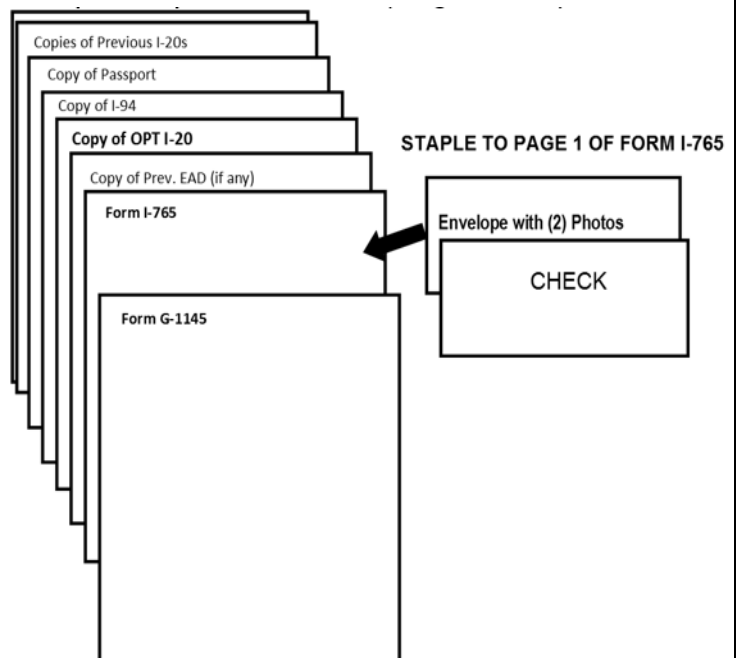 Copies of Previous I-20s
Copy of Passport
Copy of I-94
Copy of OPT I-20
Copy of Prev. EAD (if any)
Form I-765
Form G-1145
STAPLE TO PAGE 1 OF FORM I-765
Envelope with (2) Photos
CHECK